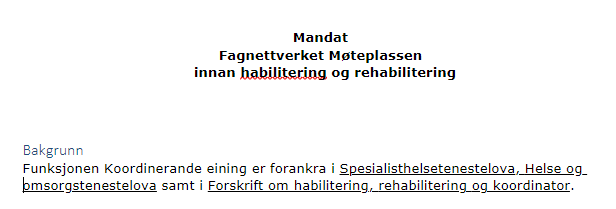 Mandat
Fagnettverket Møteplassen
innan habilitering og rehabilitering
Bakgrunn
Funksjonen Koordinerande eining er forankra i Spesialisthelsetenestelova, Helse og
omsorgstenestelova samt i Forskrift om habilitering, rehabilitering og koordinator.